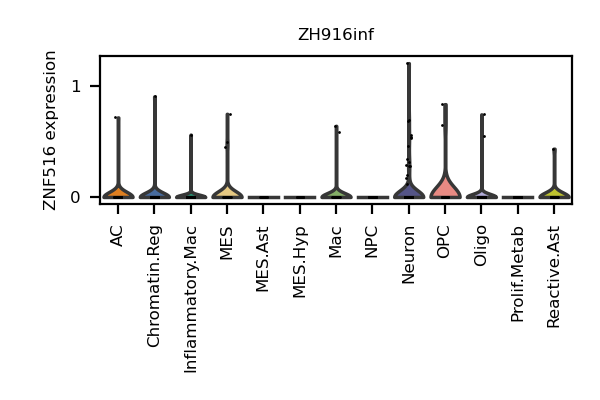 ZH916inf
ZNF516 expression
1
0
AC
Chromatin.Reg
Inflammatory.Mac
MES
MES.Ast
MES.Hyp
Mac
NPC
Neuron
OPC
Oligo
Prolif.Metab
Reactive.Ast